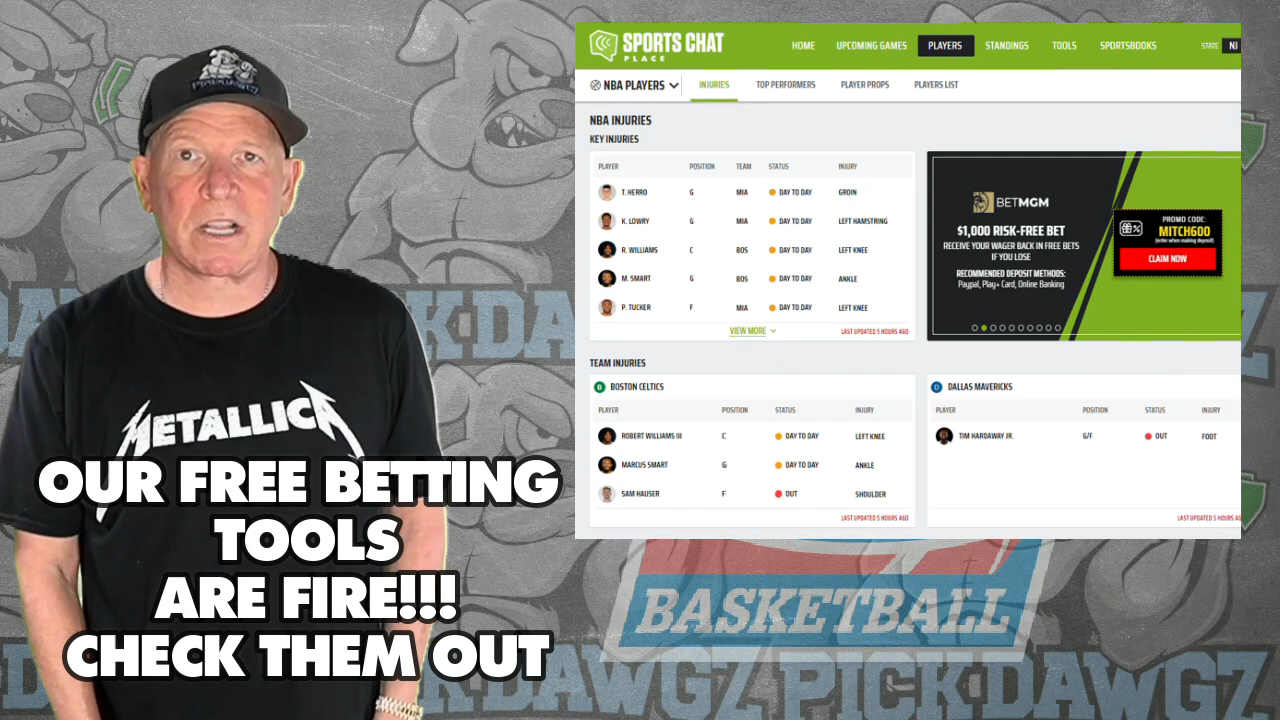 PICKDAWGZ
METALLICA
OUR FREE BETTING
TOOLS
ARE FIRE!!!
CHECK THEM OUT
SPORTS CHAT
PLACE
HOME UPCOMING GAMES PLAYERS STANDINGS TOOLS SPORTSBOOKS STATE NJ
NBA PLAYERS INJURIES TOP PERFORMERS PLAYER PROPS PLAYERS LIST
NBA INJURIES
KEY INJURIES
PLAYER POSITION TEAM STATUS INJURY
T. HERRO G MIA DAY TO DAY GROIN
K. LOWRY G MIA DAY TO DAY LEFT HAMSTRING
R. WILLIAMS C BOS DAY TO DAY LEFT KNEE
M. SMART G BOS DAY TO DAY ANKLE
P. TUCKER F MIA DAY TO DAY LEFT KNEE
VIEW MORE LAST UPDATED 5 HOURS AGO
BETMGM
$1,000 RISK-FREE BET
RECEIVE YOUR WAGER BACK IN FREE BETS
IF YOU LOSE
RECOMMENDED DEPOSIT METHODS:
Paypal, Play+ Card, Online Banking
PROMO CODE:
MITCH600
(enter when making deposit)
CLAIM NOW
TEAM INJURIES
B BOSTON CELTICS
PLAYER POSITION STATUS INJURY
ROBERT WILLIAMS III C DAY TO DAY LEFT KNEE
MARCUS SMART G DAY TO DAY ANKLE
SAM HAUSER F OUT SHOULDER
LAST UPDATED 5 HOURS AGO
D DALLAS MAVERICKS
PLAYER POSITION STATUS INJURY
TIM HARDAWAY JR. G/F OUT FOOT
LAST UPDATED 5 HOURS AG
BASKETBALL
PICKDAWGZ PICKDAWGZ